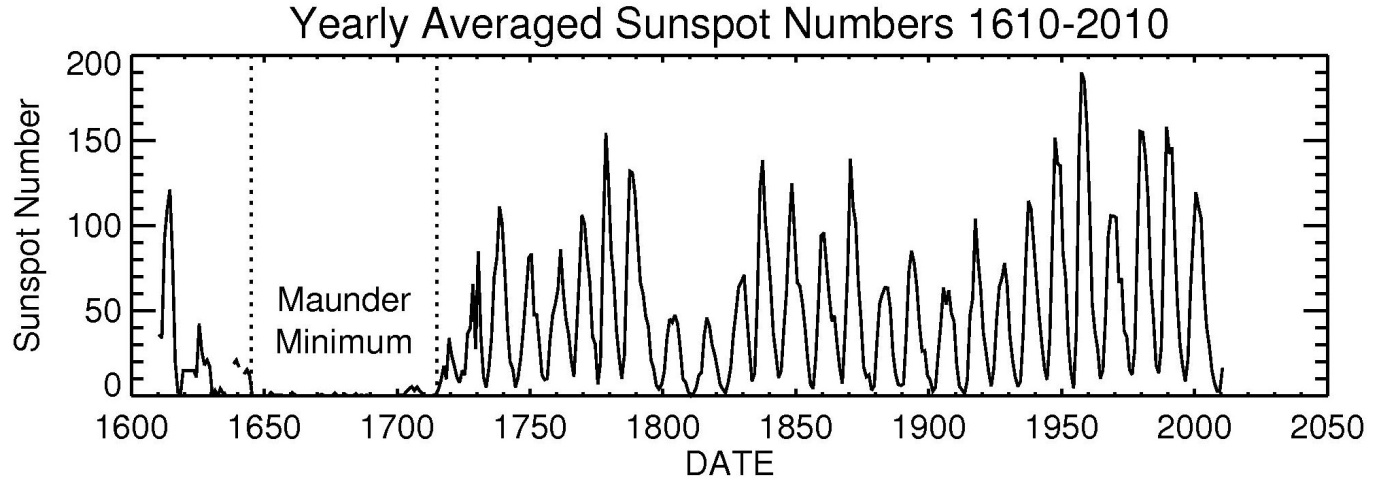 Yearly Averaged Sunspot Numbers 1610-2010
Sunspot Number
200
150
100
50
0
Maunder
Minimum
1600 1650 1700 1750 1800 1850 1900 1950 2000 2050
DATE